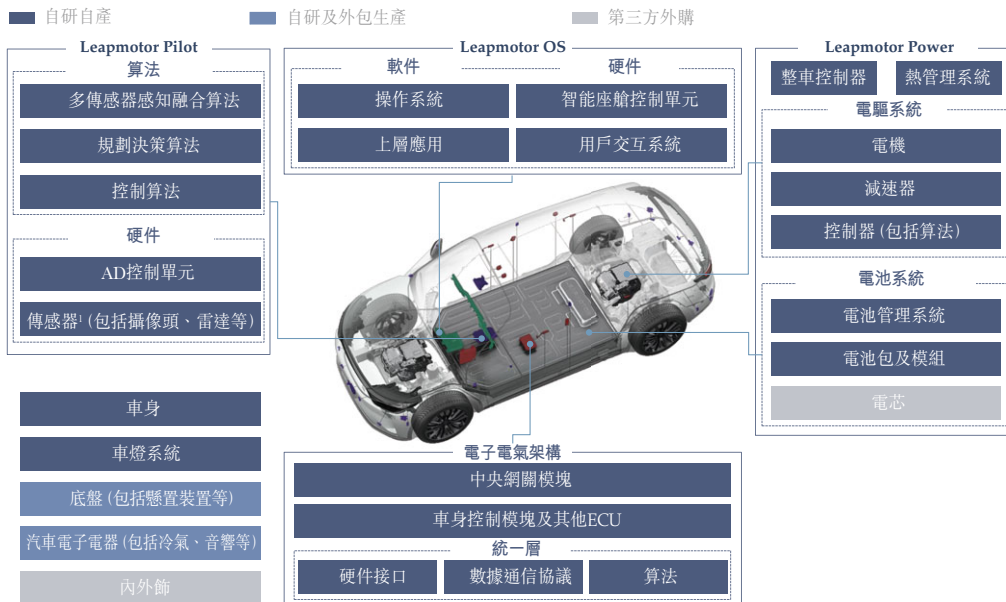 自研自產
自研及外包生產
第三方外購
Leapmotor Pilot
算法
多傳感器感知融合算法
規劃決策算法
控制算法
硬件
AD控制單元
傳感器¹ (包括攝像頭、雷達等)
Leapmotor OS
軟件
操作系統
上層應用
硬件
智能座艙控制單元
用戶交互系統
Leapmotor Power
整車控制器
熱管理系統
電驅系統
電機
減速器
控制器 (包括算法)
電池系統
電池管理系統
電池包及模組
電芯
車身
車燈系統
底盤 (包括懸置裝置等)
汽車電子電器 (包括冷氣、音響等)
內外飾
電子電氣架構
中央網關模塊
車身控制模塊及其他ECU
統一層
硬件接口
數據通信協議
算法